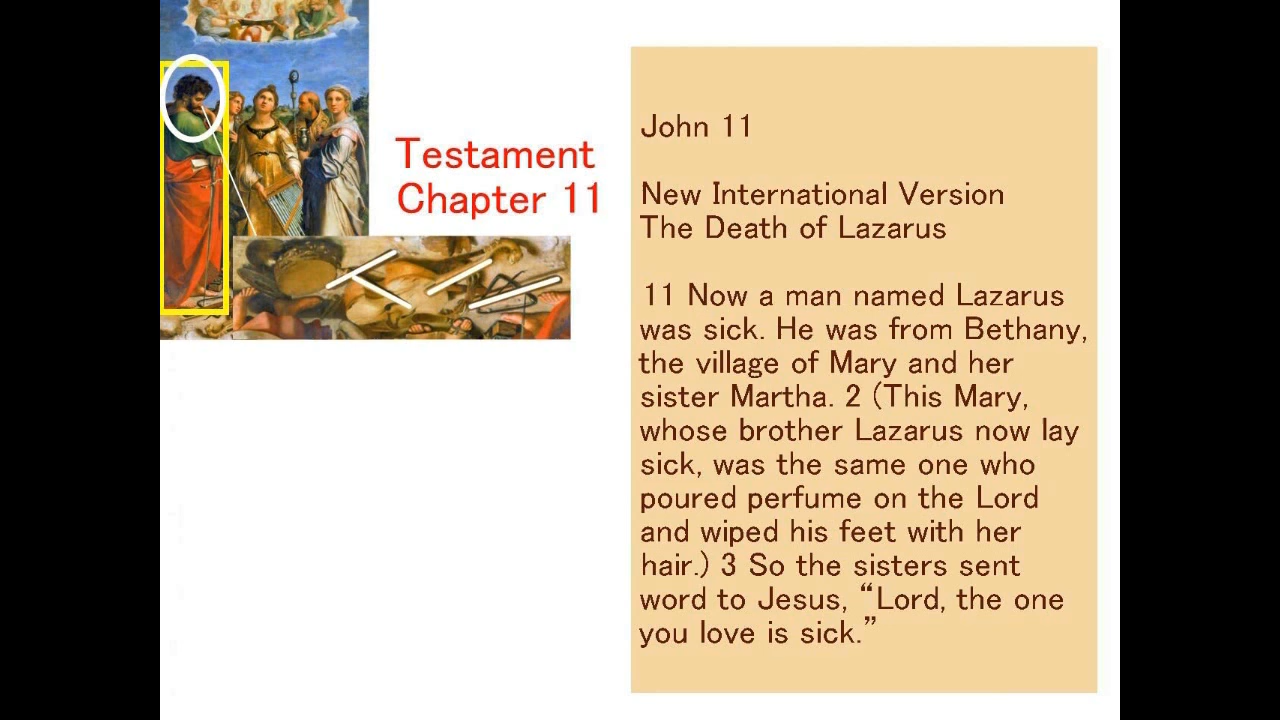 Testament
Chapter 11
John 11
New International Version
The Death of Lazarus
11 Now a man named Lazarus
was sick. He was from Bethany,
the village of Mary and her
sister Martha. 2 (This Mary,
whose brother Lazarus now lay
sick, was the same one who
poured perfume on the Lord
and wiped his feet with her
hair.) 3 So the sisters sent
word to Jesus, “Lord, the one
you love is sick.”